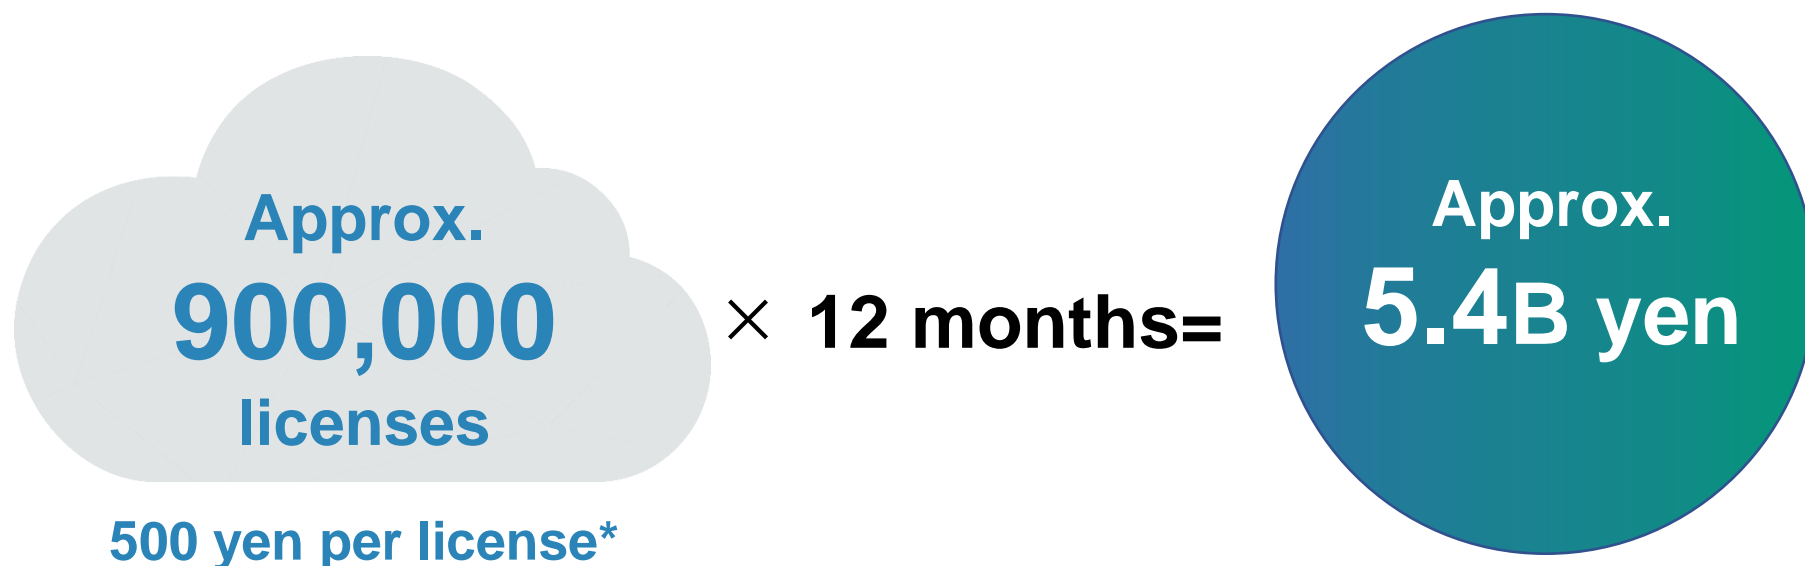 Approx.
900,000
licenses
500 yen per license*
× 12 months=
Approx.
5.4B yen